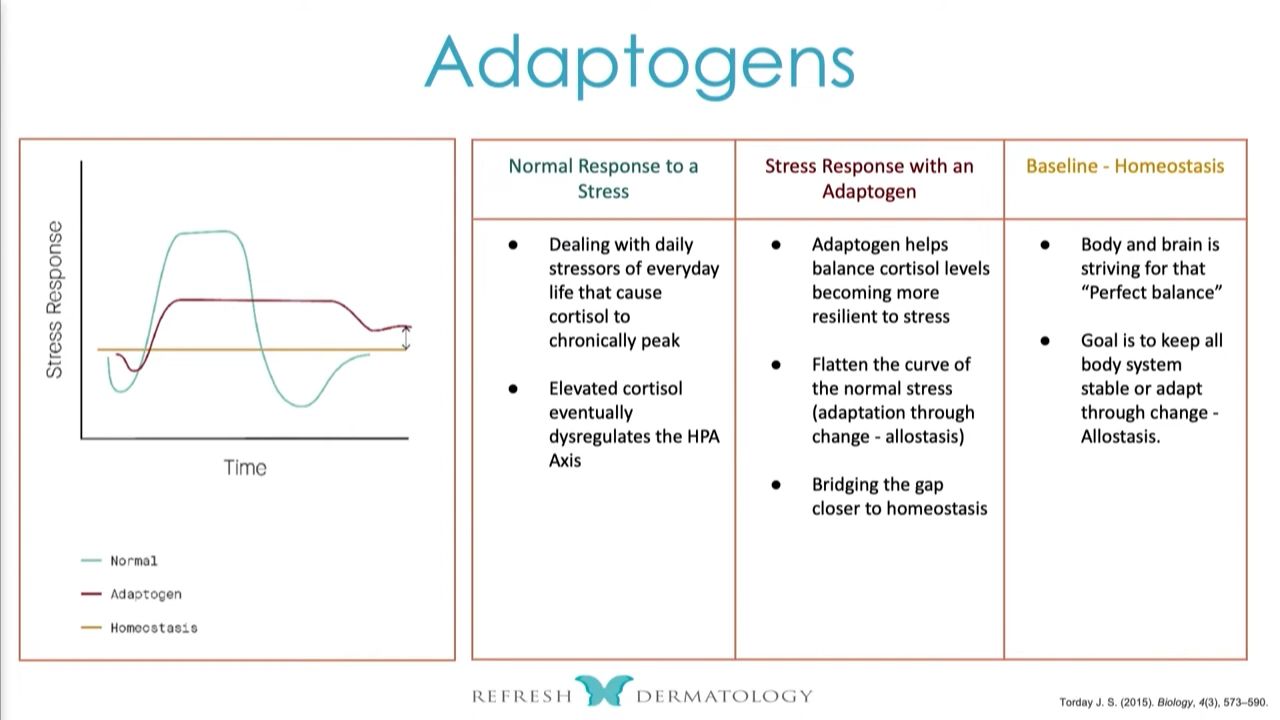 Adaptogens
Stress Response
Time
Normal
Adaptogen
Homeostasis
Normal Response to a
Stress
● Dealing with daily
stressors of everyday
life that cause
cortisol to
chronically peak
● Elevated cortisol
eventually
dysregulates the HPA
Axis
Stress Response with an
Adaptogen
● Adaptogen helps
balance cortisol levels
becoming more
resilient to stress
● Flatten the curve of
the normal stress
(adaptation through
change - allostasis)
● Bridging the gap
closer to homeostasis
Baseline - Homeostasis
● Body and brain is
striving for that
“Perfect balance”
● Goal is to keep all
body system
stable or adapt
through change -
Allostasis.
REFRESH DERMATOLOGY
Torday J. S. (2015). Biology, 4(3), 573–590.